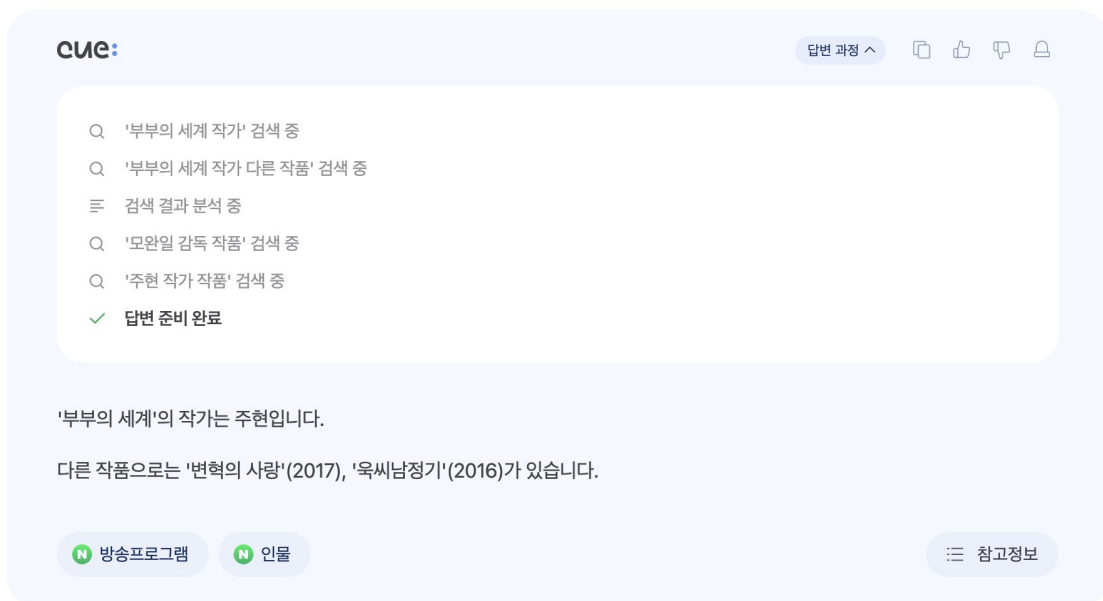 cue:
답변 과정
'부부의 세계 작가' 검색 중
'부부의 세계 작가 다른 작품' 검색 중
검색 결과 분석 중
'모완일 감독 작품' 검색 중
'주현 작가 작품' 검색 중
답변 준비 완료
'부부의 세계'의 작가는 주현입니다.
다른 작품으로는 '변혁의 사랑'(2017), '욱씨남정기'(2016)가 있습니다.
N 방송프로그램 N 인물 참고정보